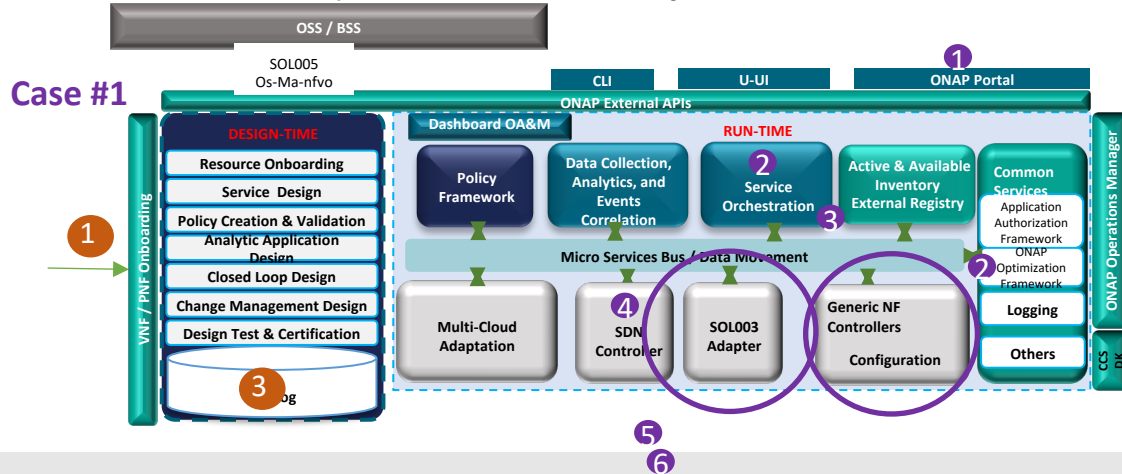 OSS / BSS
SOL005
Os-Ma-nfvo
Case #1
CLI
U-UI
1
ONAP Portal
ONAP External APIs
VNF / PNF Onboarding
1
DESIGN-TIME
Resource Onboarding
Service Design
Policy Creation & Validation
Analytic Application
Design
Closed Loop Design
Change Management Design
Design Test & Certification
3
og
Dashboard OA&M
RUN-TIME
Policy
Framework
Data Collection,
Analytics, and
Events
Correlation
2
Service
Orchestration
3
Active & Available
Inventory
External Registry
Common
Services
Application
Authorization
Framework
2
ONAP
Optimization
Framework
Logging
Others
Micro Services Bus / Data Movement
Multi-Cloud
Adaptation
4
SDN
Controller
SOL003
Adapter
Generic NF
Controllers
Configuration
ONAP Operations Manager
CCS
DK
5
6